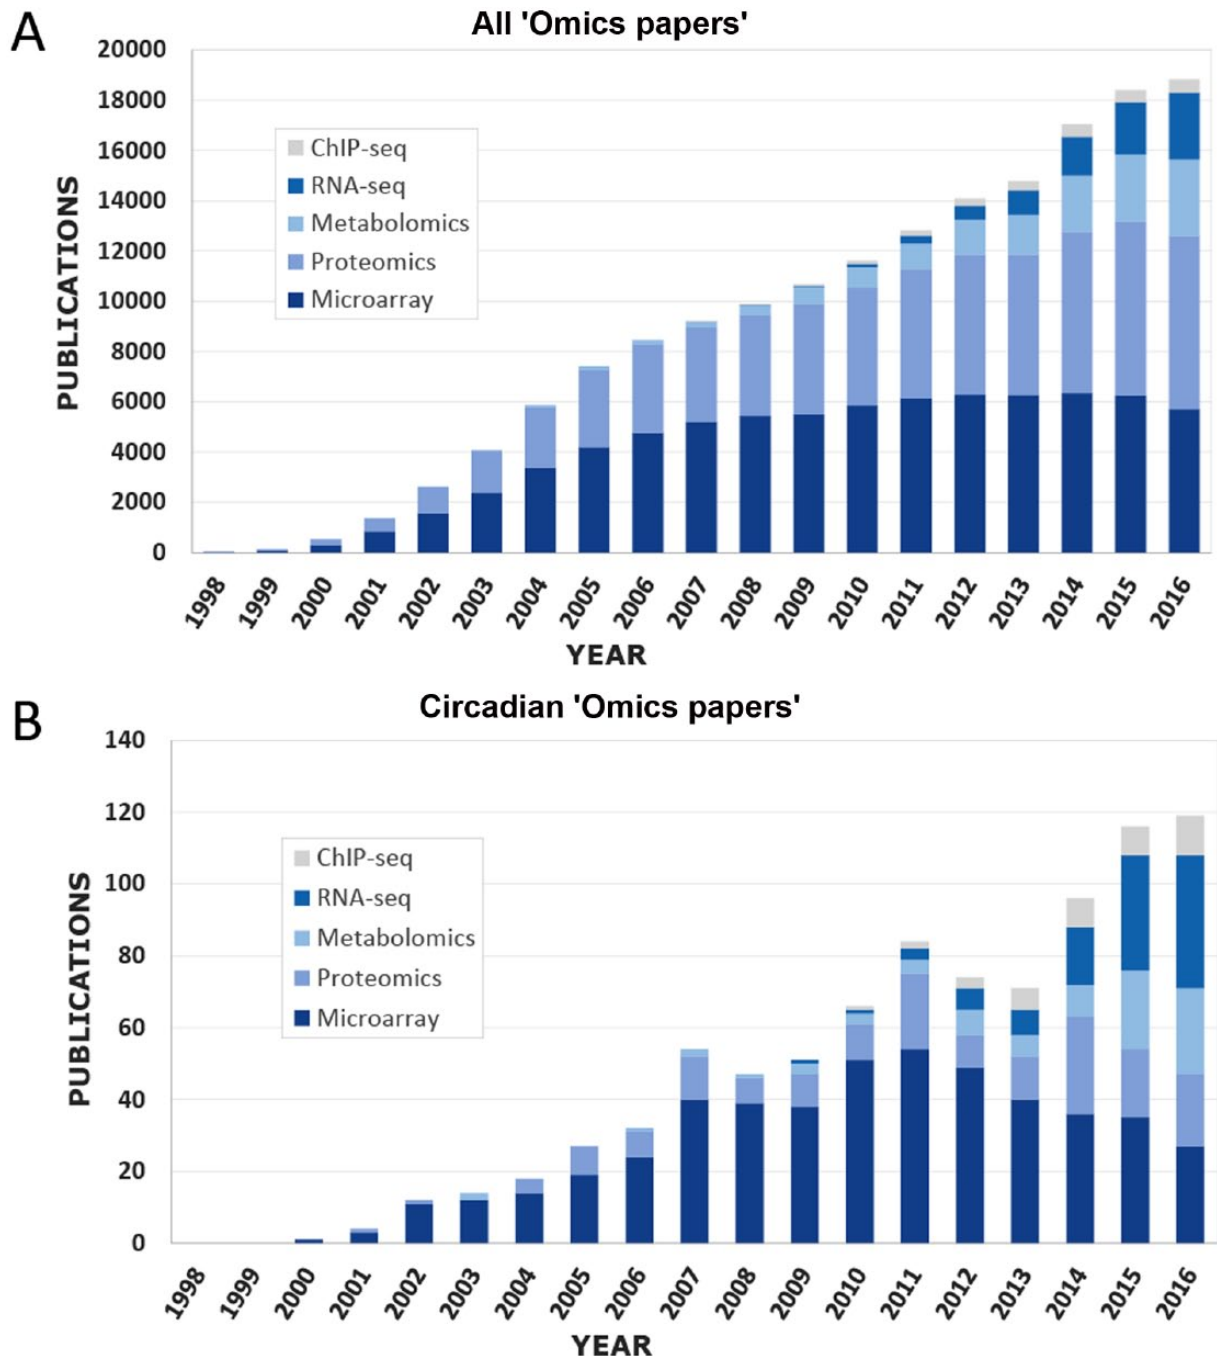 A
All 'Omics papers'
20000
18000
16000
14000
12000
10000
8000
6000
4000
2000
0
PUBLICATIONS
ChIP-seq
RNA-seq
Metabolomics
Proteomics
Microarray
1998 1999 2000 2001 2002 2003 2004 2005 2006 2007 2008 2009 2010 2011 2012 2013 2014 2015 2016
YEAR
B
Circadian 'Omics papers'
140
120
100
80
60
40
20
0
PUBLICATIONS
ChIP-seq
RNA-seq
Metabolomics
Proteomics
Microarray
1998 1999 2000 2001 2002 2003 2004 2005 2006 2007 2008 2009 2010 2011 2012 2013 2014 2015 2016
YEAR